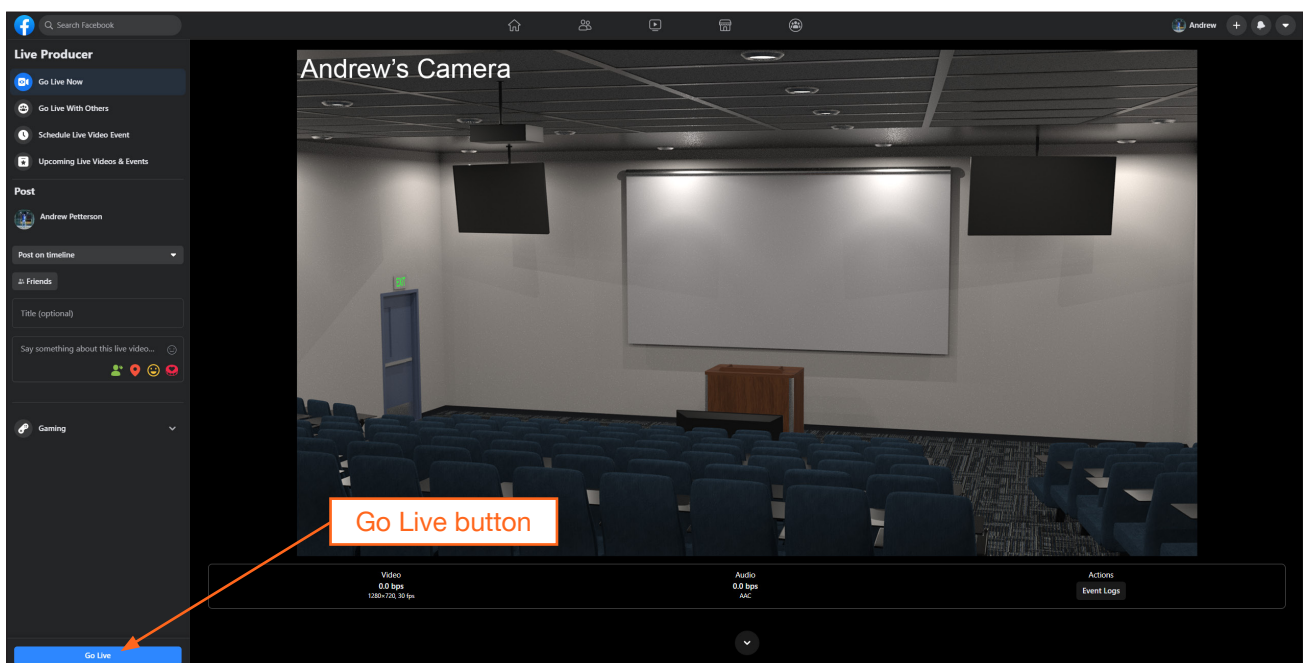 Search Facebook
Andrew
Live Producer
Go Live Now
Go Live With Others
Schedule Live Video Event
Upcoming Live Videos & Events
Post
Andrew Petterson
Post on timeline
Friends
Title (optional)
Say something about this live video...
Gaming
Go Live
Andrew's Camera
EXIT
Go Live button
Video
0.0 bps
1280×720, 30 fps
Audio
0.0 bps
AAC
Actions
Event Logs